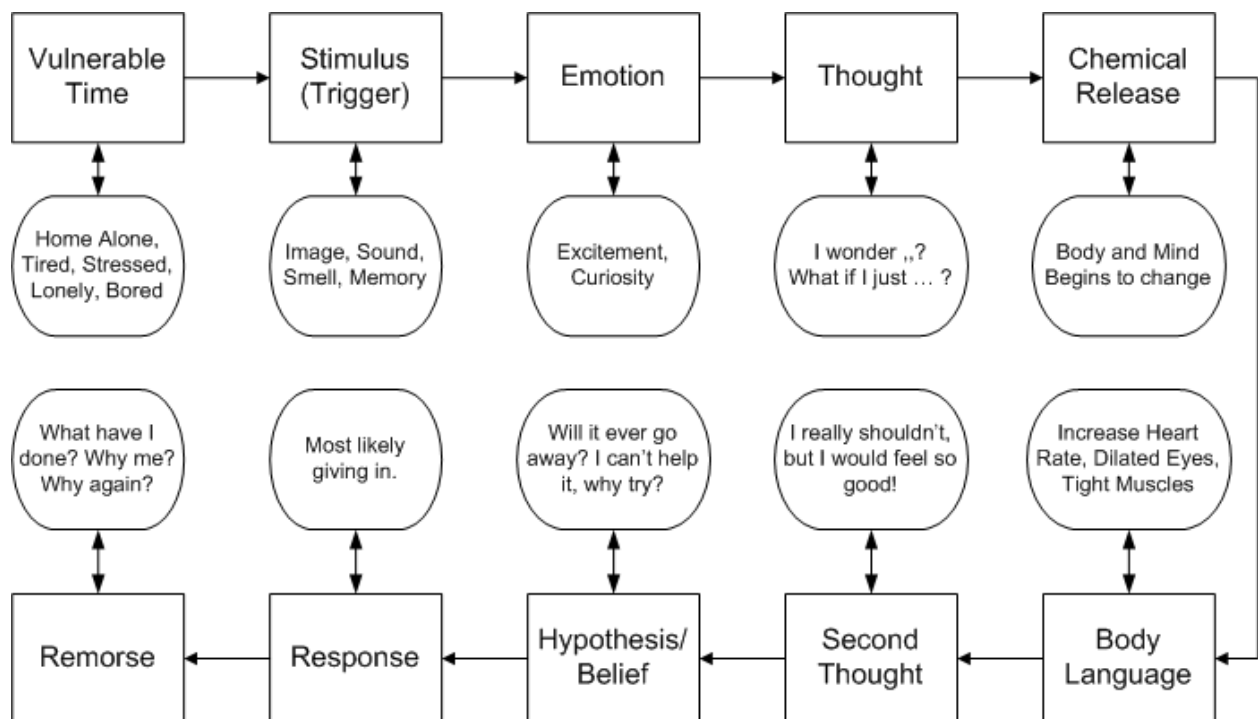 Vulnerable
Time
Stimulus
(Trigger)
Emotion
Thought
Chemical
Release
Home Alone,
Tired, Stressed,
Lonely, Bored
Image, Sound,
Smell, Memory
Excitement,
Curiosity
I wonder ,,?
What if I just … ?
Body and Mind
Begins to change
What have I
done? Why me?
Why again?
Most likely
giving in.
Will it ever go
away? I can't help
it, why try?
I really shouldn't,
but I would feel so
good!
Increase Heart
Rate, Dilated Eyes,
Tight Muscles
Remorse
Response
Hypothesis/
Belief
Second
Thought
Body
Language